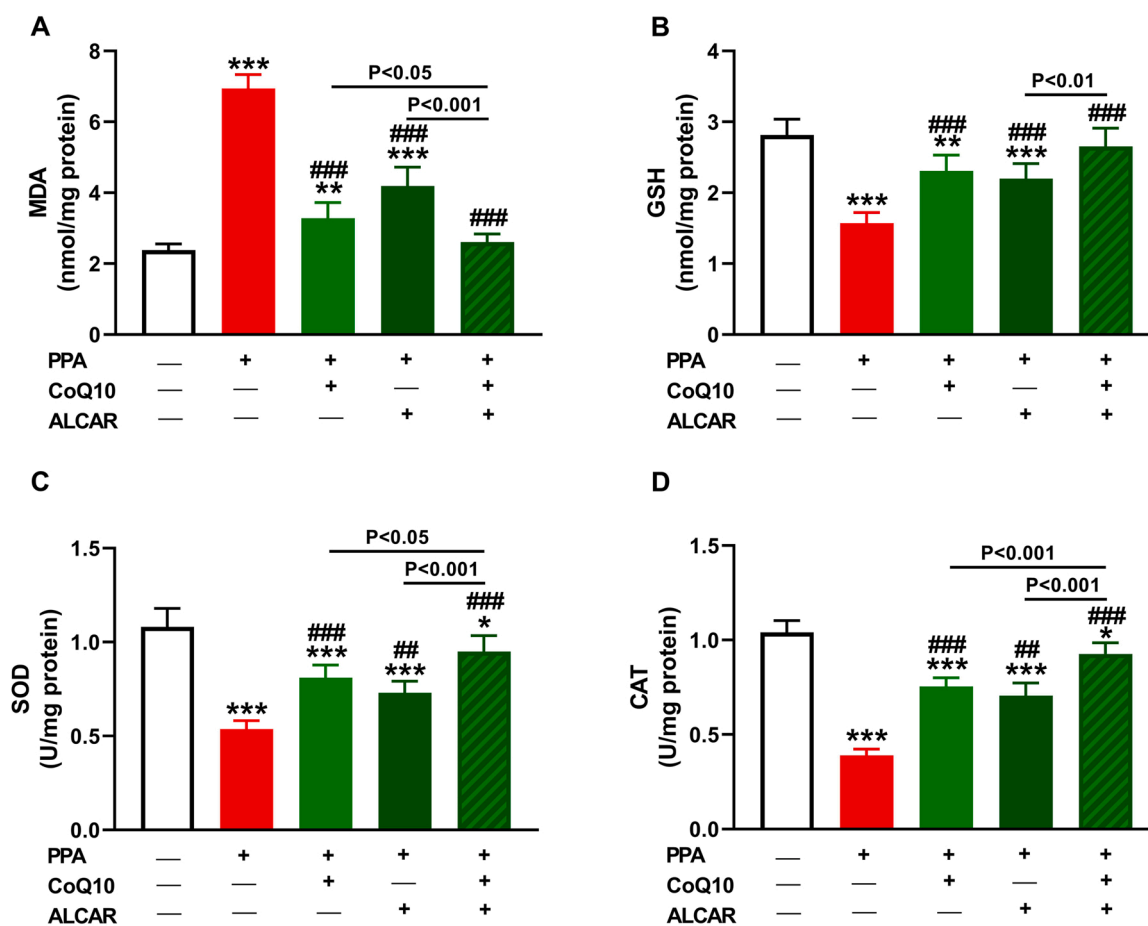 A
8
6
4
2
0
MDA
(nmol/mg protein)
***
###
**
###
***
###
P<0.05
P<0.001
PPA — + + + +
CoQ10 — — + — +
ALCAR — — — + +
B
4
3
2
1
0
GSH
(nmol/mg protein)
***
###
**
###
***
###
P<0.01
PPA — + + + +
CoQ10 — — + — +
ALCAR — — — + +
C
1.5
1.0
0.5
0.0
SOD
(U/mg protein)
***
###
***
##
***
###
*
P<0.05
P<0.001
PPA — + + + +
CoQ10 — — + — +
ALCAR — — — + +
D
1.5
1.0
0.5
0.0
CAT
(U/mg protein)
***
###
***
##
***
###
*
P<0.001
P<0.001
PPA — + + + +
CoQ10 — — + — +
ALCAR — — — + +